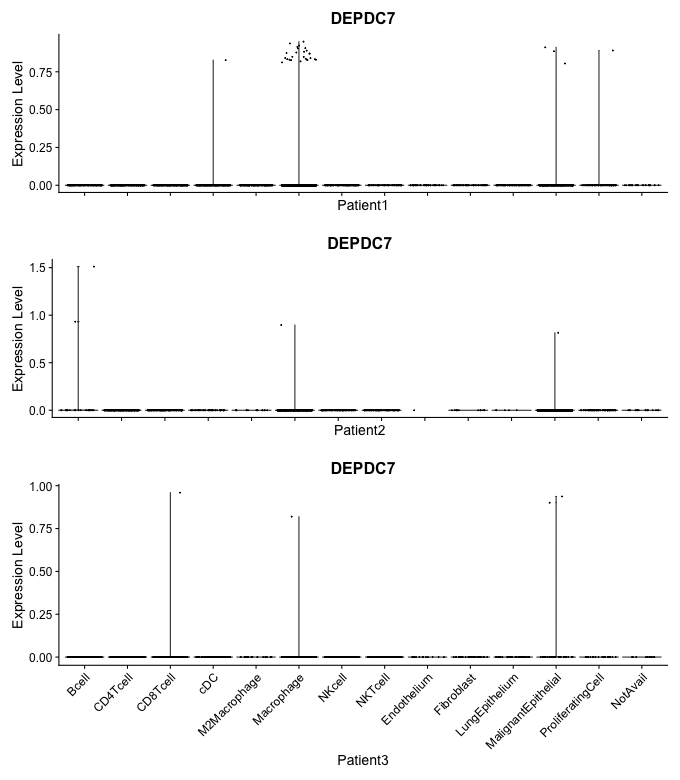 DEPDC7
Expression Level
0.75
0.50
0.25
0.00
Patient1
DEPDC7
Expression Level
1.5
1.0
0.5
0.0
Patient2
DEPDC7
Expression Level
1.00
0.75
0.50
0.25
0.00
Bcell
CD4Tcell
CD8Tcell
cDC
M2Macrophage
Macrophage
NKcell
NKTcell
Endothelium
Fibroblast
LungEpithelium
MalignantEpithelial
ProliferatingCell
NotAvail
Patient3